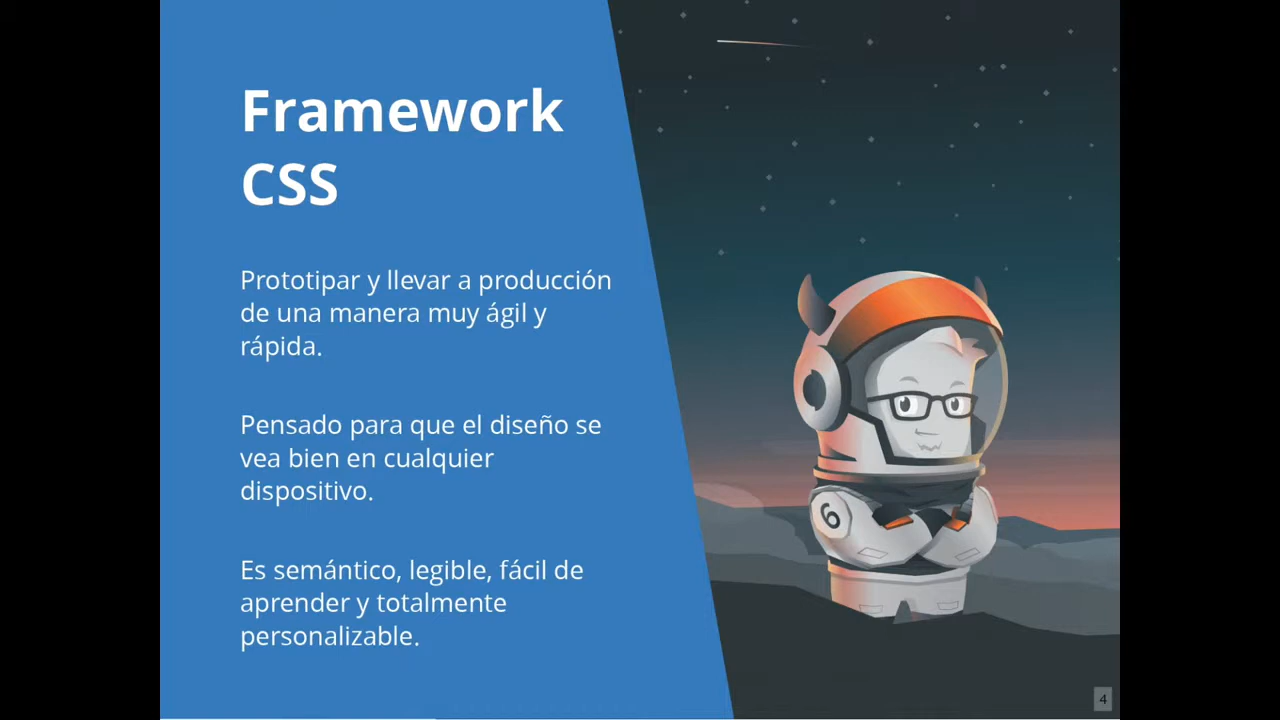 Framework
CSS
Prototipar y llevar a producción
de una manera muy ágil y
rápida.
Pensado para que el diseño se
vea bien en cualquier
dispositivo.
Es semántico, legible, fácil de
aprender y totalmente
personalizable.
6
4